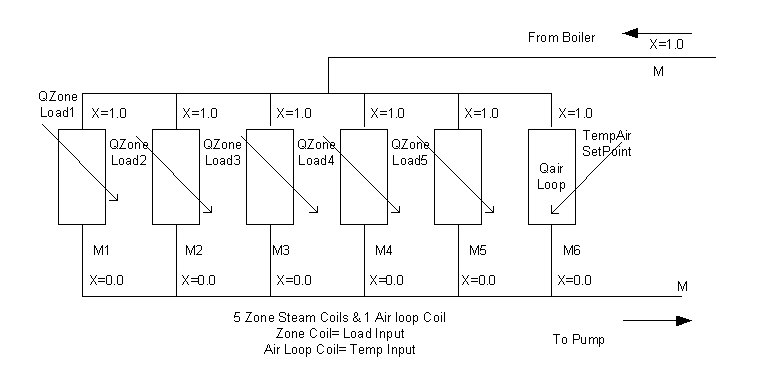 From Boiler
X=1.0
M
QZone
Load1
X=1.0
X=1.0
X=1.0
X=1.0
X=1.0
X=1.0
QZone
Load2
QZone
Load3
QZone
Load4
QZone
Load5
TempAir
SetPoint
Qair
Loop
M1
M2
M3
M4
M5
M6
X=0.0
X=0.0
X=0.0
X=0.0
X=0.0
X=0.0
M
5 Zone Steam Coils & 1 Air loop Coil
Zone Coil= Load Input
Air Loop Coil= Temp Input
To Pump